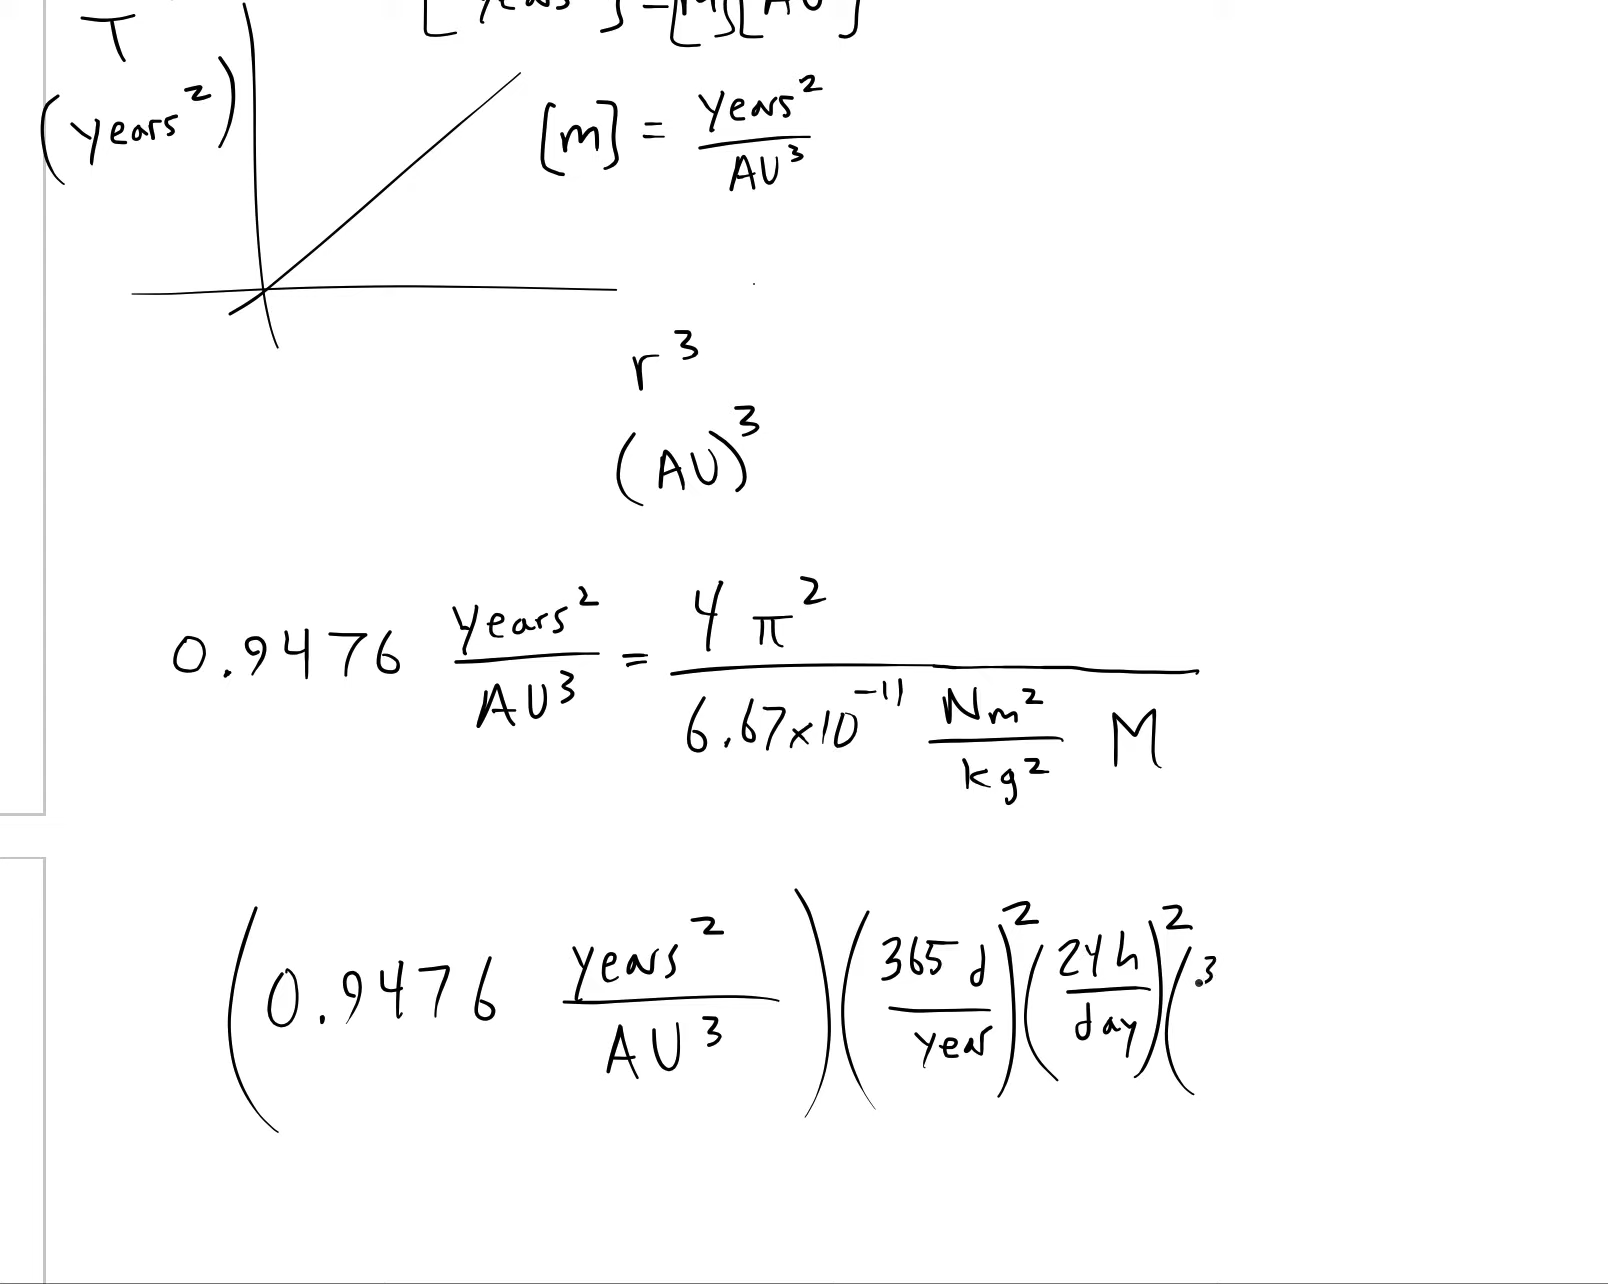 T
(years²)
[m] = years² / AU³
r³
(AU)³
0.9476 years² / AU³ = 4π² / 6.67×10⁻¹¹ Nm² / kg² M
(0.9476 years² / AU³)(365 d / year)²(24 h / day)²(.3